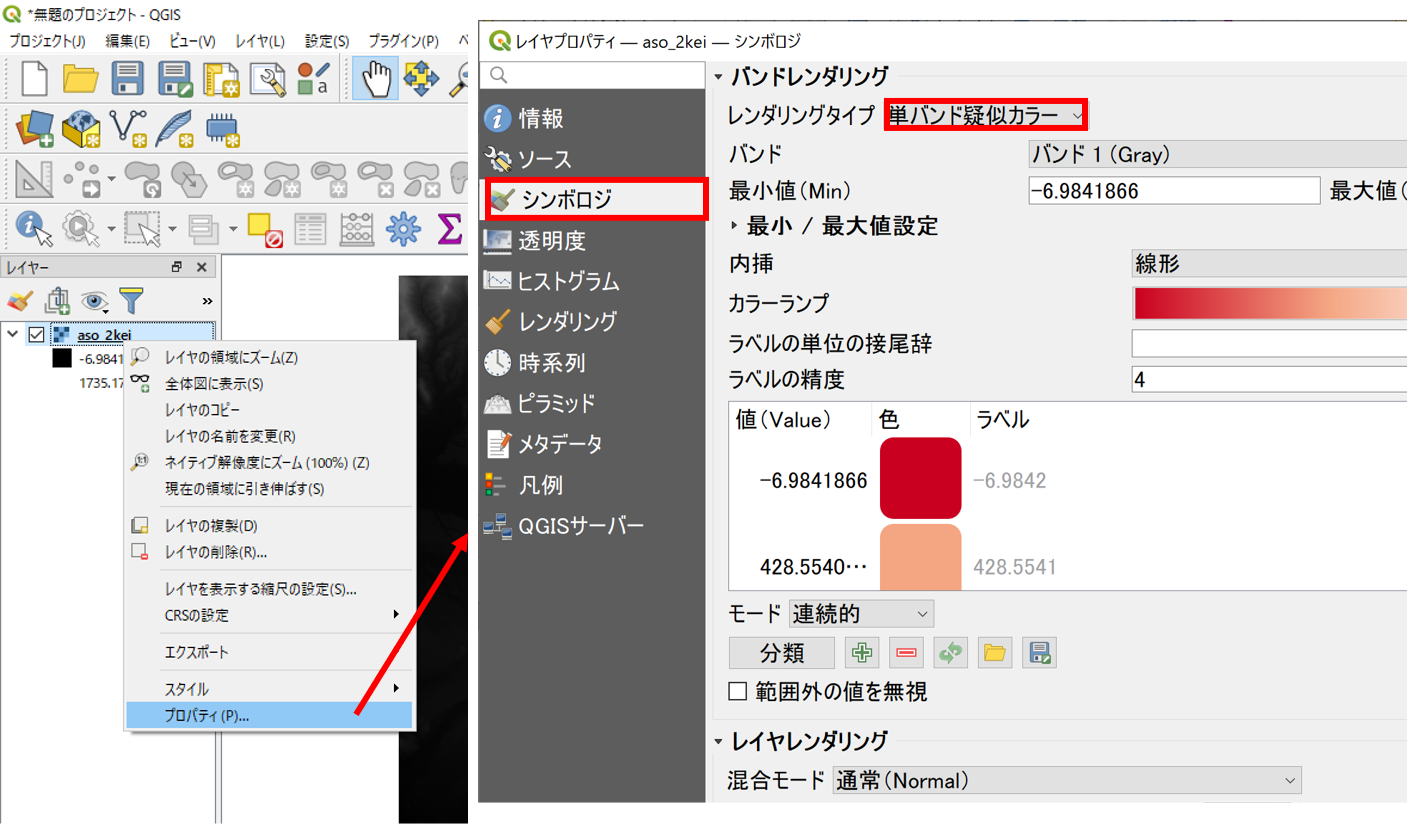 *無題のプロジェクト - QGIS
プロジェクト(J) 編集(E) ビュー(V) レイヤ(L) 設定(S) プラグイン(P) ベ
a
レイヤー
»
aso_2kei
-6.9841
1735.17
レイヤの領域にズーム(Z)
全体図に表示(S)
レイヤのコピー
レイヤの名前を変更(R)
ネイティブ解像度にズーム (100%) (Z)
現在の領域に引き伸ばす(S)
レイヤの複製(D)
レイヤの削除(R)...
レイヤを表示する縮尺の設定(S)...
CRSの設定
エクスポート
スタイル
プロパティ(P)...
レイヤプロパティ — aso_2kei — シンボロジ
情報
ソース
シンボロジ
透明度
ヒストグラム
レンダリング
時系列
ピラミッド
メタデータ
凡例
QGISサーバー
バンドレンダリング
レンダリングタイプ 単バンド疑似カラー
バンド バンド 1 (Gray)
最小値(Min) -6.9841866 最大値(
最小 / 最大値設定
内挿 線形
カラーランプ
ラベルの単位の接尾辞
ラベルの精度 4
値(Value) 色 ラベル
-6.9841866 -6.9842
428.5540… 428.5541
モード 連続的
分類
範囲外の値を無視
レイヤレンダリング
混合モード 通常(Normal)